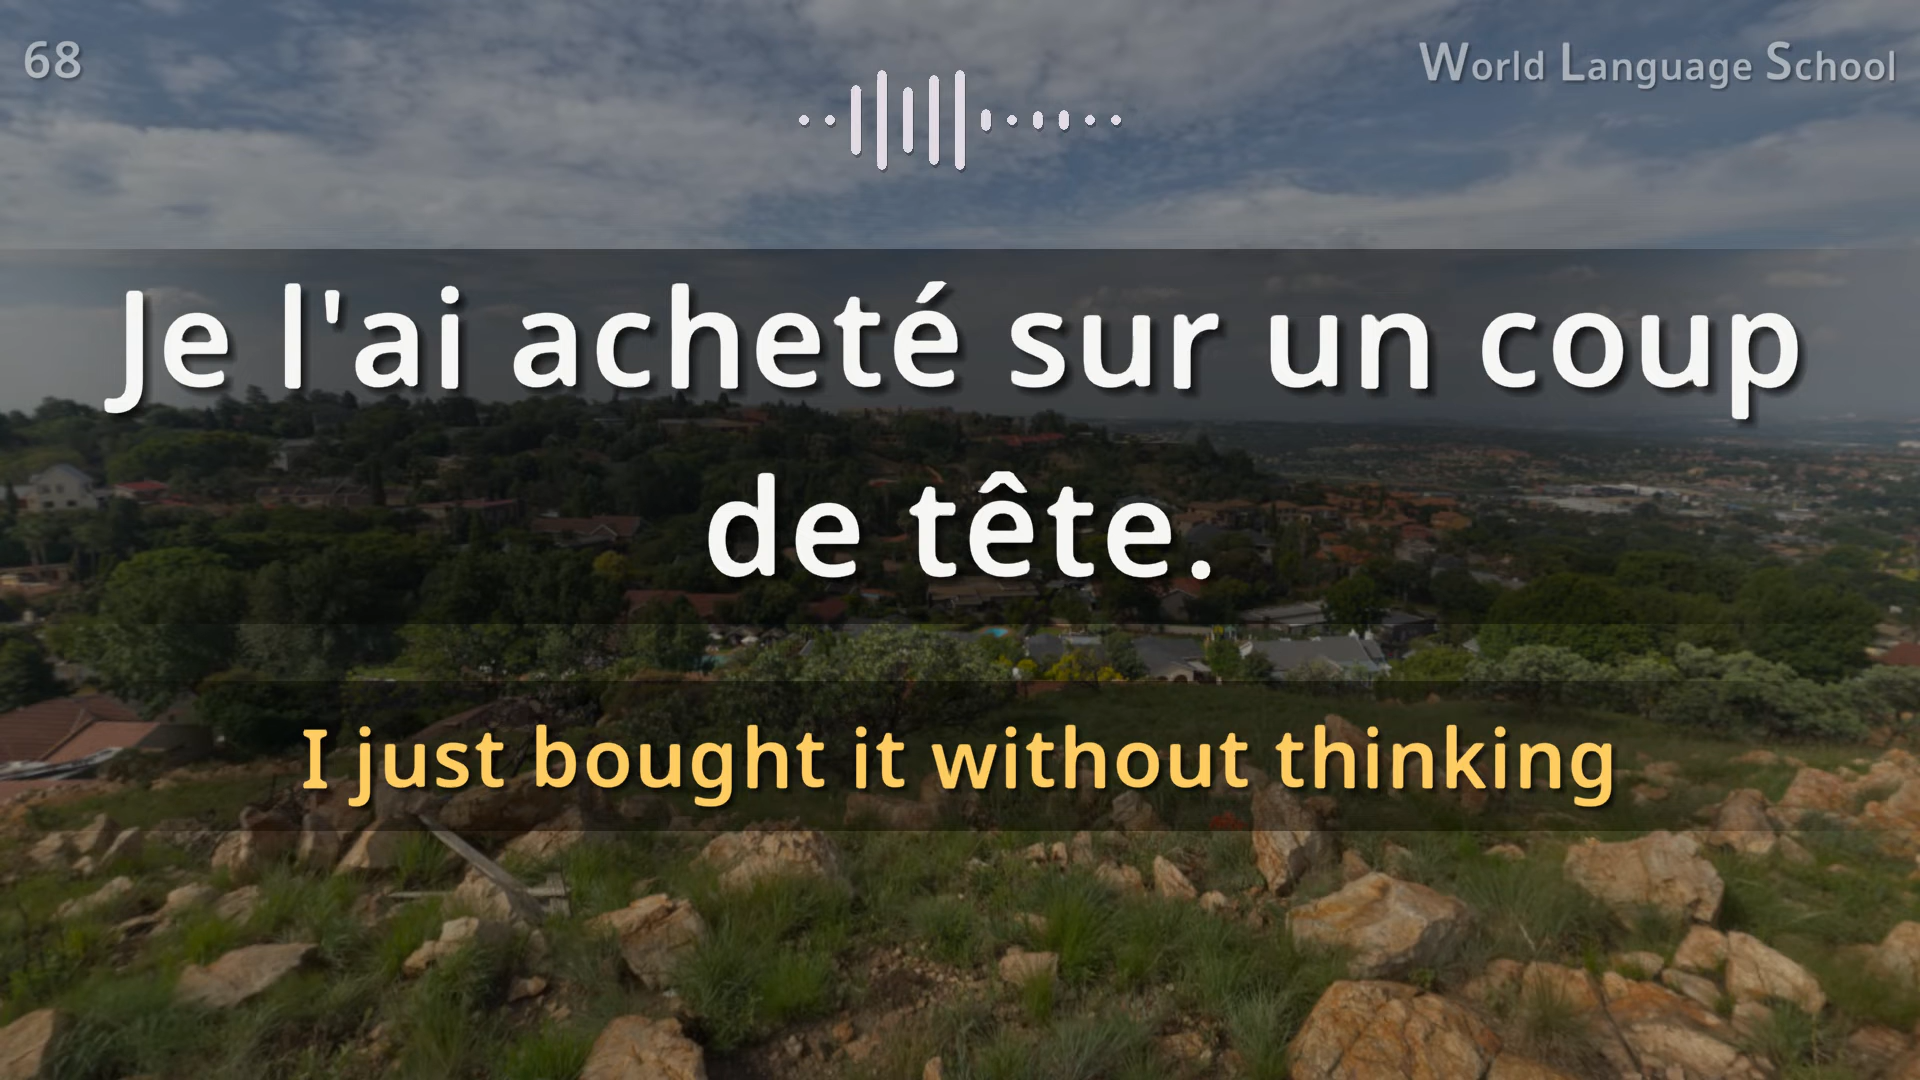 68
World Language School
Je l'ai acheté sur un coup
de tête.
I just bought it without thinking